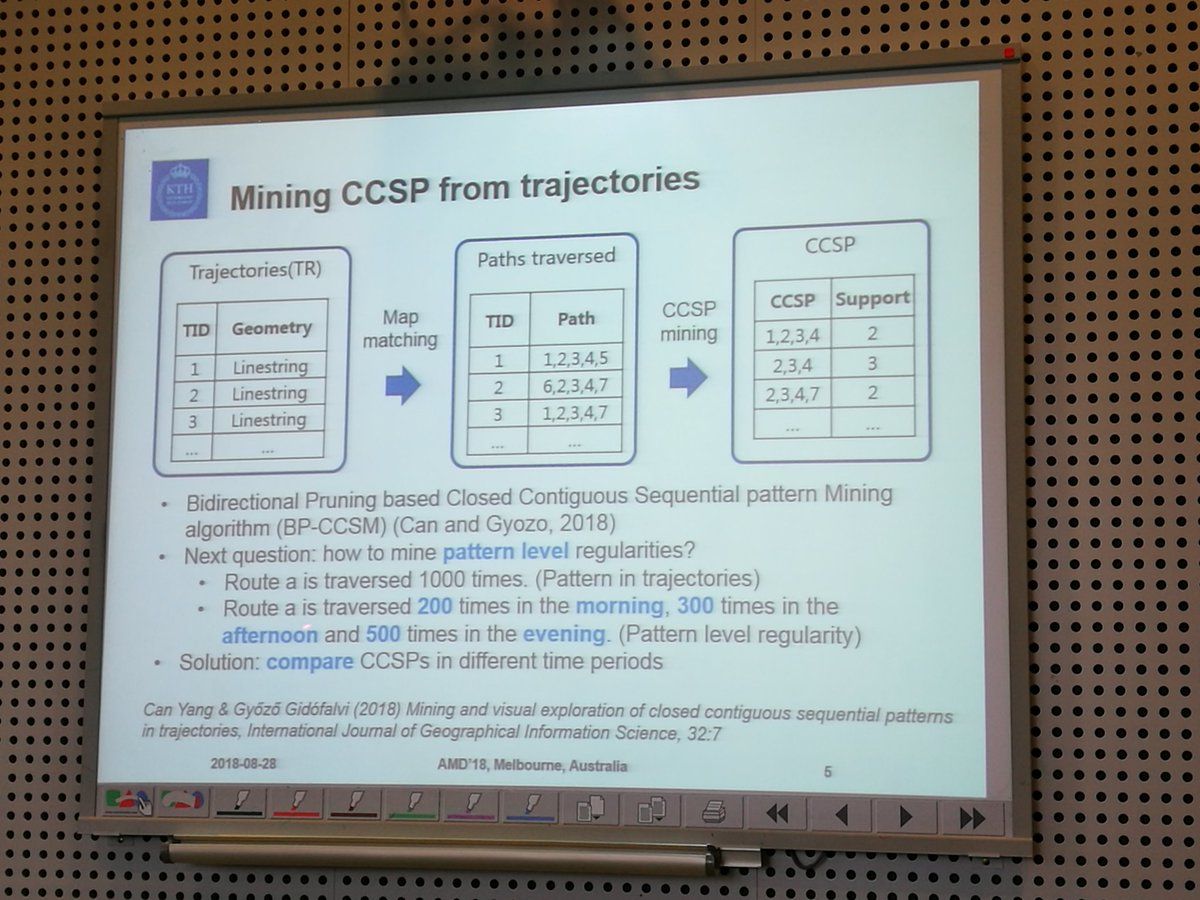 KTH
Mining CCSP from trajectories
Trajectories(TR)
TID Geometry
1 Linestring
2 Linestring
3 Linestring
... ...
Map
matching
Paths traversed
TID Path
1 1,2,3,4,5
2 6,2,3,4,7
3 1,2,3,4,7
... ...
CCSP
mining
CCSP
CCSP Support
1,2,3,4 2
2,3,4 3
2,3,4,7 2
... ...
• Bidirectional Pruning based Closed Contiguous Sequential pattern Mining
algorithm (BP-CCSM) (Can and Gyozo, 2018)
• Next question: how to mine pattern level regularities?
• Route a is traversed 1000 times. (Pattern in trajectories)
• Route a is traversed 200 times in the morning, 300 times in the
afternoon and 500 times in the evening. (Pattern level regularity)
• Solution: compare CCSPs in different time periods
Can Yang & Győző Gidófalvi (2018) Mining and visual exploration of closed contiguous sequential patterns
in trajectories, International Journal of Geographical Information Science, 32:7
2018-08-28 AMD'18, Melbourne, Australia 5